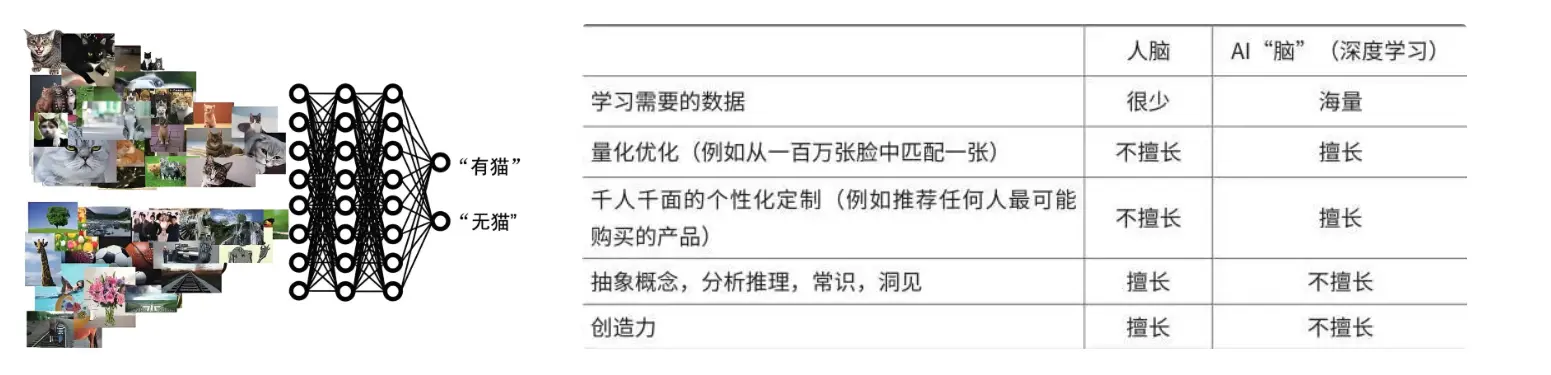 “有猫”
“无猫”
人脑 AI“脑”（深度学习）
学习需要的数据 很少 海量
量化优化（例如从一百万张脸中匹配一张） 不擅长 擅长
千人千面的个性化定制（例如推荐任何人最可能
购买的产品） 不擅长 擅长
抽象概念，分析推理，常识，洞见 擅长 不擅长
创造力 擅长 不擅长